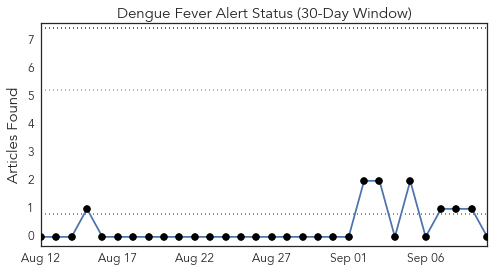 Dengue Fever Alert Status (30-Day Window)
Articles Found
7
6
5
4
3
2
1
0
Aug 12 Aug 17 Aug 22 Aug 27 Sep 01 Sep 06